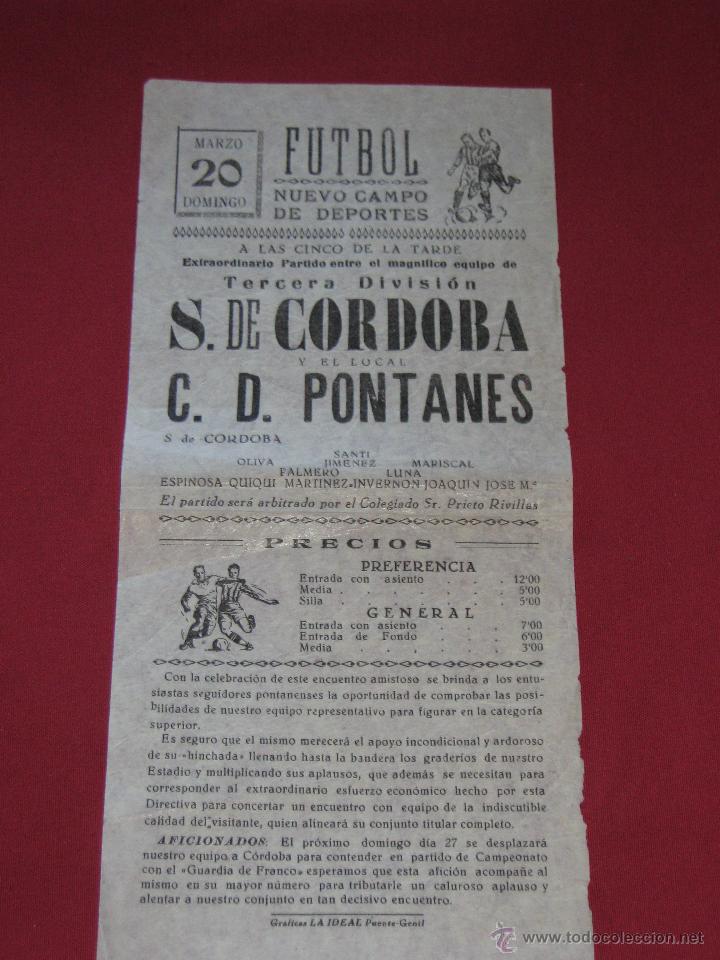 MARZO
20
DOMINGO
FUTBOL
NUEVO CAMPO
DE DEPORTES
A LAS CINCO DE LA TARDE
Extraordinario Partido entre el magnifico equipo de
Tercera División
S. DE CORDOBA
Y EL LOCAL
C. D. PONTANES
S de CORDOBA
SANTI
OLIVA JIMENEZ MARISCAL
PALMERO LUNA
ESPINOSA QUIQUI MARTINEZ-INVERNON JOAQUIN JOSE M.ª
El partido será arbitrado por el Colegiado Sr. Prieto Rivillas
PRECIOS
PREFERENCIA
Entrada con asiento . . . 12'00
Media . . . . . . . 5'00
Silla . . . . . . . 5'00
GENERAL
Entrada con asiento . . . 7'00
Entrada de Fondo . . . 6'00
Media . . . . . . . 3'00
Con la celebración de este encuentro amistoso se brinda a los entu-
siastas seguidores pontanenses la oportunidad de comprobar las posi-
bilidades de nuestro equipo representativo para figurar en la categoría
superior.
Es seguro que el mismo merecerá el apoyo incondicional y ardoroso
de su «hinchada» llenando hasta la bandera los graderíos de nuestro
Estadio y multiplicando sus aplausos, que además se necesitan para
corresponder al extraordinario esfuerzo económico hecho por esta
Directiva para concertar un encuentro con equipo de la indiscutible
calidad del visitante, quien alineará su conjunto titular completo.
AFICIONADOS: El próximo domingo día 27 se desplazará
nuestro equipo a Córdoba para contender en partido de Campeonato
con el «Guardia de Franco» esperamos que esta afición acompañe al
mismo en su mayor número para tributarle un caluroso aplauso y
alentar a nuestro conjunto en tan decisivo encuentro.
Gráficas LA IDEAL Puente-Genil
© todocoleccion.net